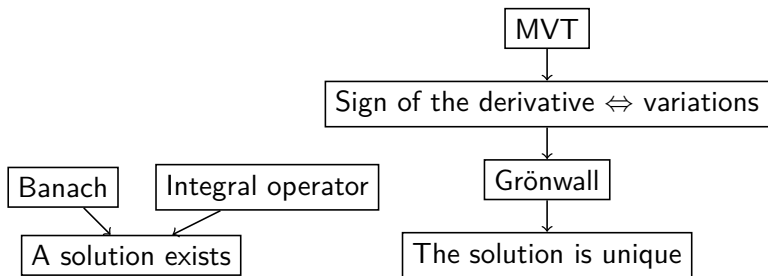 MVT
Sign of the derivative ⇔ variations
Banach
Integral operator
Grönwall
A solution exists
The solution is unique